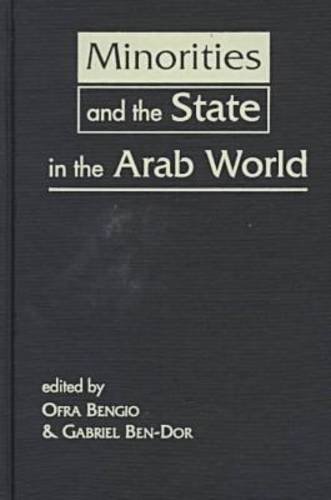 Minorities
and the State
in the Arab World
edited by
OFRA BENGIO
& GABRIEL BEN-DOR